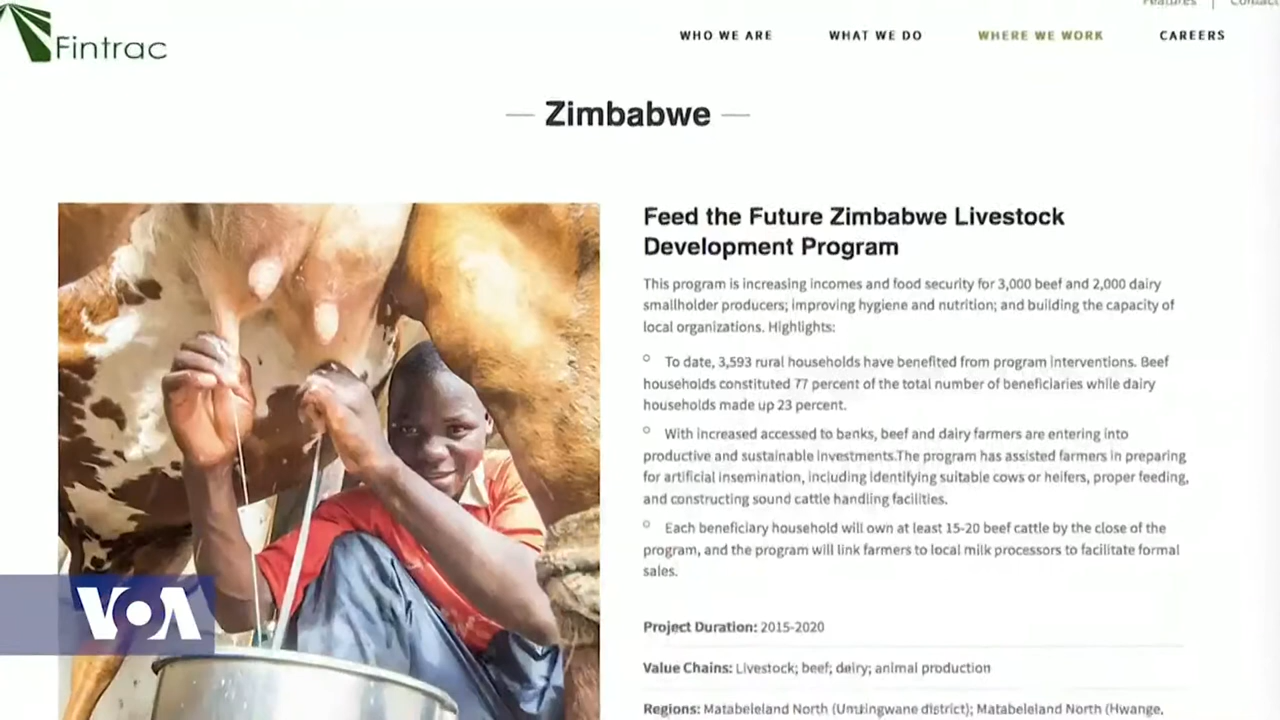 Features | Contact
Fintrac
WHO WE ARE WHAT WE DO WHERE WE WORK CAREERS
Zimbabwe
Feed the Future Zimbabwe Livestock
Development Program
This program is increasing incomes and food security for 3,000 beef and 2,000 dairy
smallholder producers; improving hygiene and nutrition; and building the capacity of
local organizations. Highlights:
To date, 3,593 rural households have benefited from program interventions. Beef
households constituted 77 percent of the total number of beneficiaries while dairy
households made up 23 percent.
With increased accessed to banks, beef and dairy farmers are entering into
productive and sustainable investments.The program has assisted farmers in preparing
for artificial insemination, including identifying suitable cows or heifers, proper feeding,
and constructing sound cattle handling facilities.
Each beneficiary household will own at least 15-20 beef cattle by the close of the
program, and the program will link farmers to local milk processors to facilitate formal
sales.
Project Duration: 2015-2020
Value Chains: Livestock; beef; dairy; animal production
Regions: Matabeleland North (Umzingwane district); Matabeleland North (Hwange,
VOA